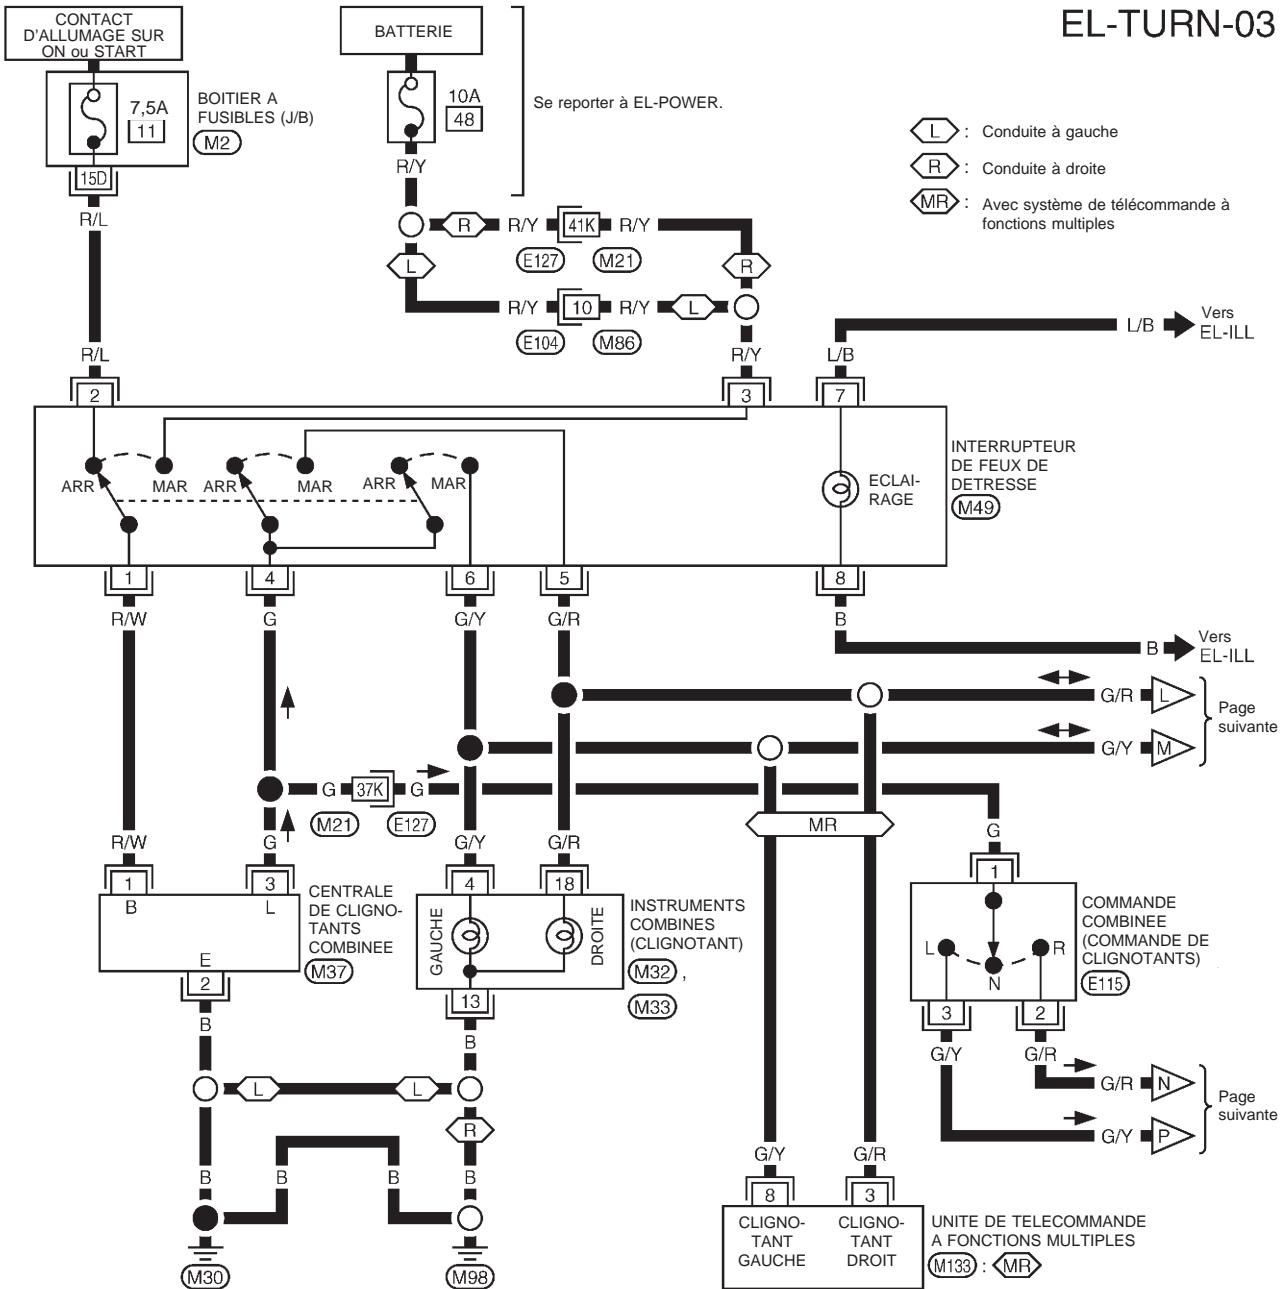 EL-TURN-03
CONTACT
D'ALLUMAGE SUR
ON ou START
BATTERIE
7,5A
11
BOITIER A
FUSIBLES (J/B)
M2
10A
48
Se reporter à EL-POWER.
L : Conduite à gauche
R : Conduite à droite
MR : Avec système de télécommande à
fonctions multiples
15D
R/Y
R/L
R R/Y 41K R/Y
E127 M21
L R
R/Y 10 R/Y L
E104 M86
L/B Vers
EL-ILL
R/L R/Y L/B
2 3 7
ARR MAR ARR MAR ARR MAR
ECLAI-
RAGE
INTERRUPTEUR
DE FEUX DE
DETRESSE
M49
1 4 6 5 8
R/W G G/Y G/R B
B Vers
EL-ILL
G/R L
G/Y M
Page
suivante
G 37K G
M21 E127
MR
G
R/W G G/Y G/R
1 3 4 18 1
B L
E
2
CENTRALE
DE CLIGNO-
TANTS
COMBINEE
M37
GAUCHE
DROITE
13
INSTRUMENTS
COMBINES
(CLIGNOTANT)
M32 ,
M33
L R
N
3 2
COMMANDE
COMBINEE
(COMMANDE DE
CLIGNOTANTS)
E115
B B
G/Y G/R
L L
G/R N
G/Y P
Page
suivante
R
B B B B
G/Y G/R
8 3
CLIGNO-
TANT
GAUCHE
CLIGNO-
TANT
DROIT
UNITE DE TELECOMMANDE
A FONCTIONS MULTIPLES
M133 : MR
M30 M98